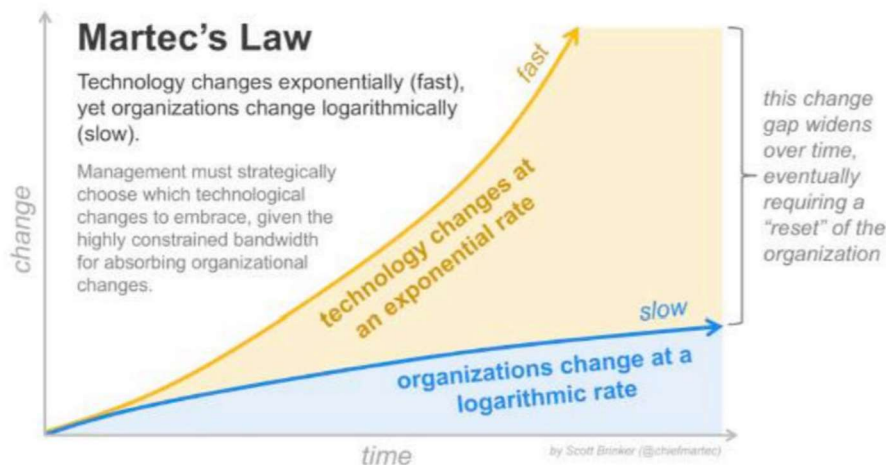 Martec's Law
Technology changes exponentially (fast),
yet organizations change logarithmically
(slow).
Management must strategically
choose which technological
changes to embrace, given the
highly constrained bandwidth
for absorbing organizational
changes.
change
fast
technology changes at
an exponential rate
this change
gap widens
over time,
eventually
requiring a
“reset” of the
organization
slow
organizations change at a
logarithmic rate
time
by Scott Brinker (@chiefmartec)